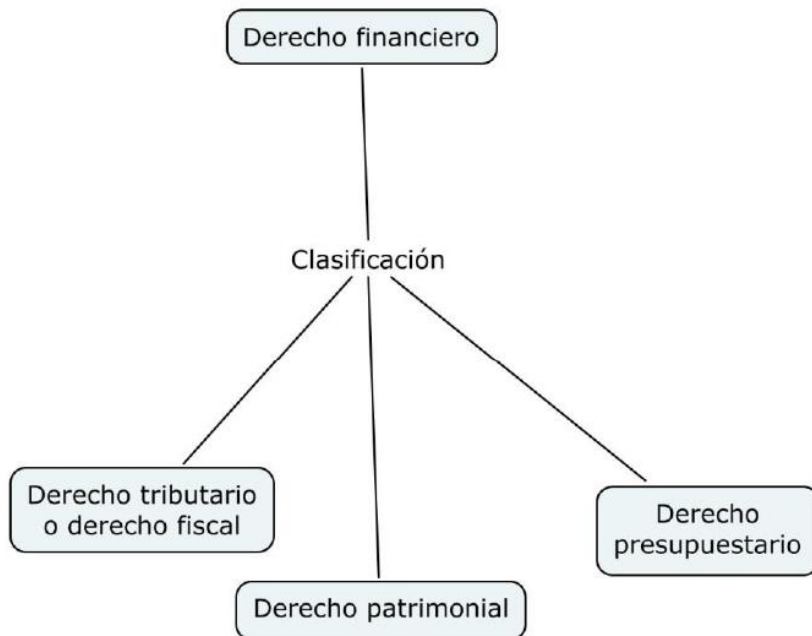 Derecho financiero
Clasificación
Derecho tributario
o derecho fiscal
Derecho patrimonial
Derecho
presupuestario